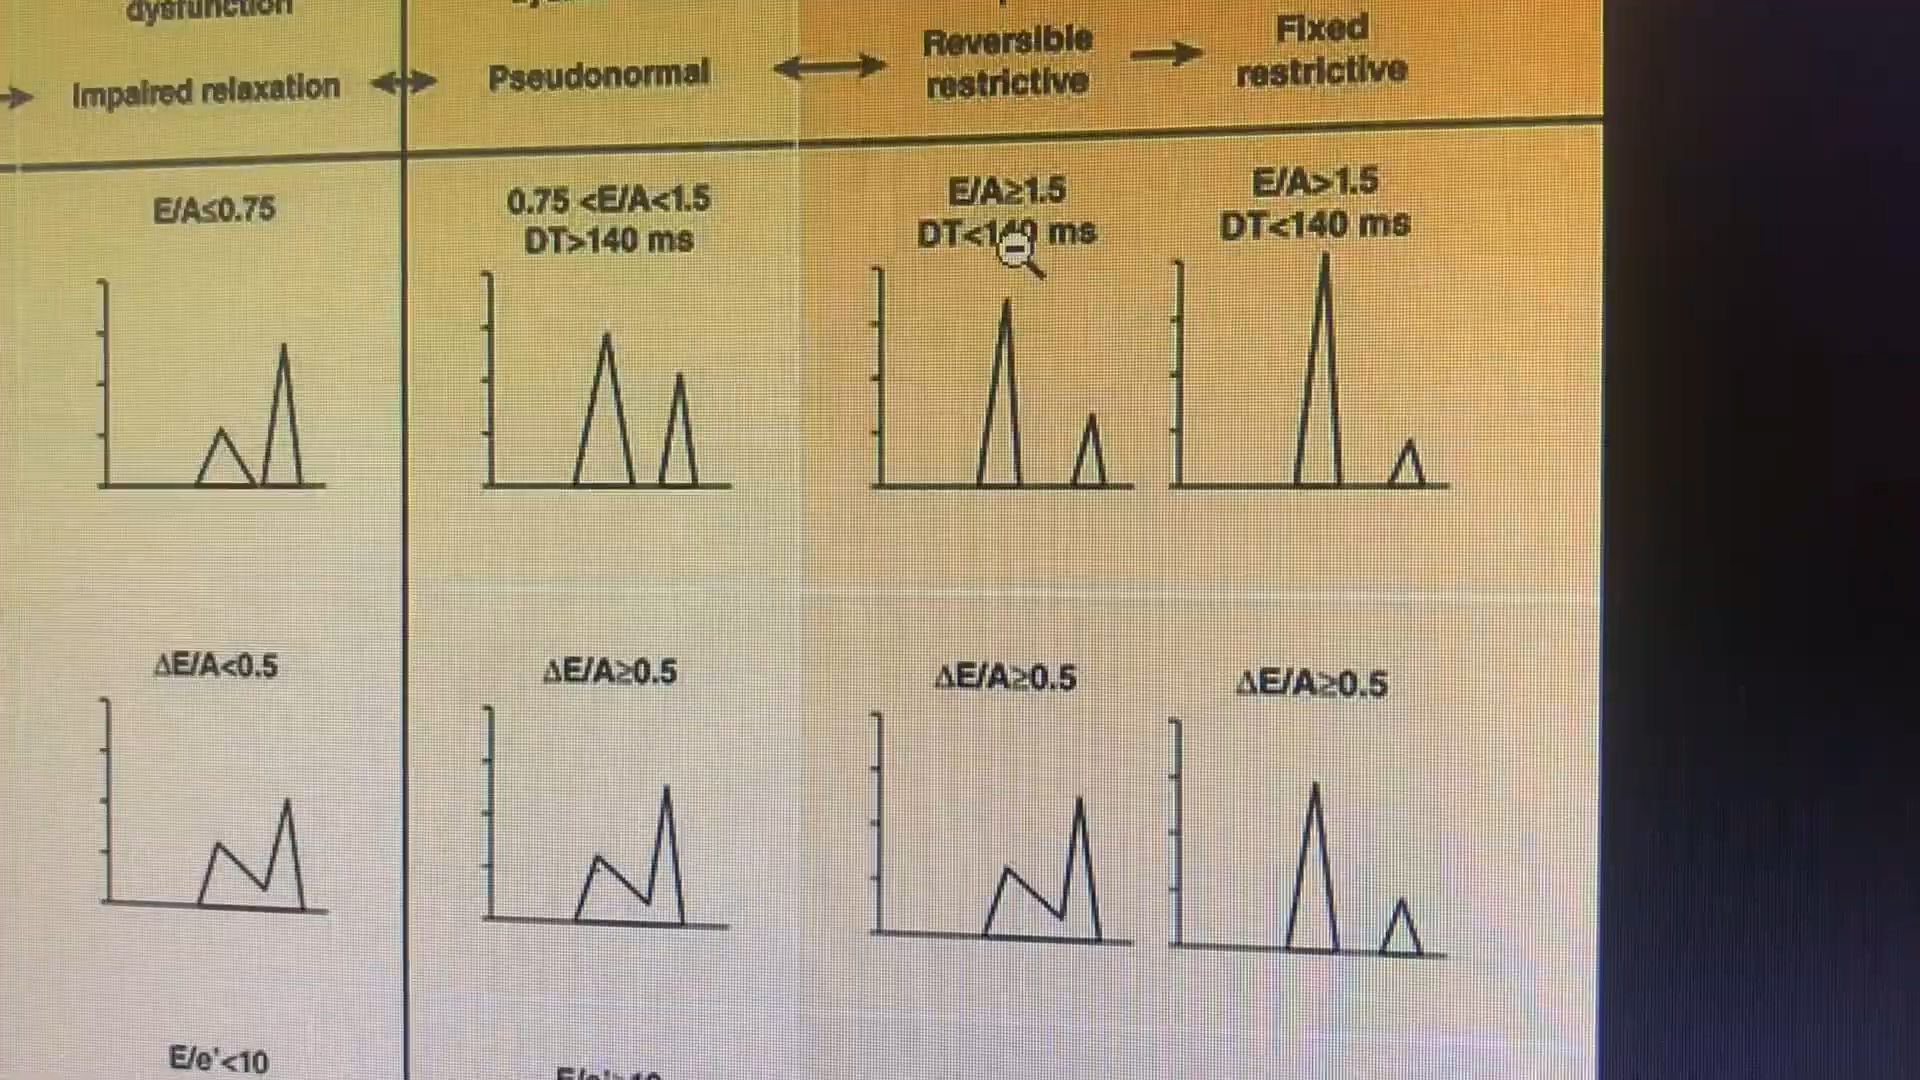 dysfunction
Impaired relaxation
Pseudonormal
Reversible
restrictive
Fixed
restrictive
E/A≤0.75
0.75 <E/A<1.5
DT>140 ms
E/A≥1.5
DT<140 ms
E/A>1.5
DT<140 ms
ΔE/A<0.5
ΔE/A≥0.5
ΔE/A≥0.5
ΔE/A≥0.5
E/e'<10